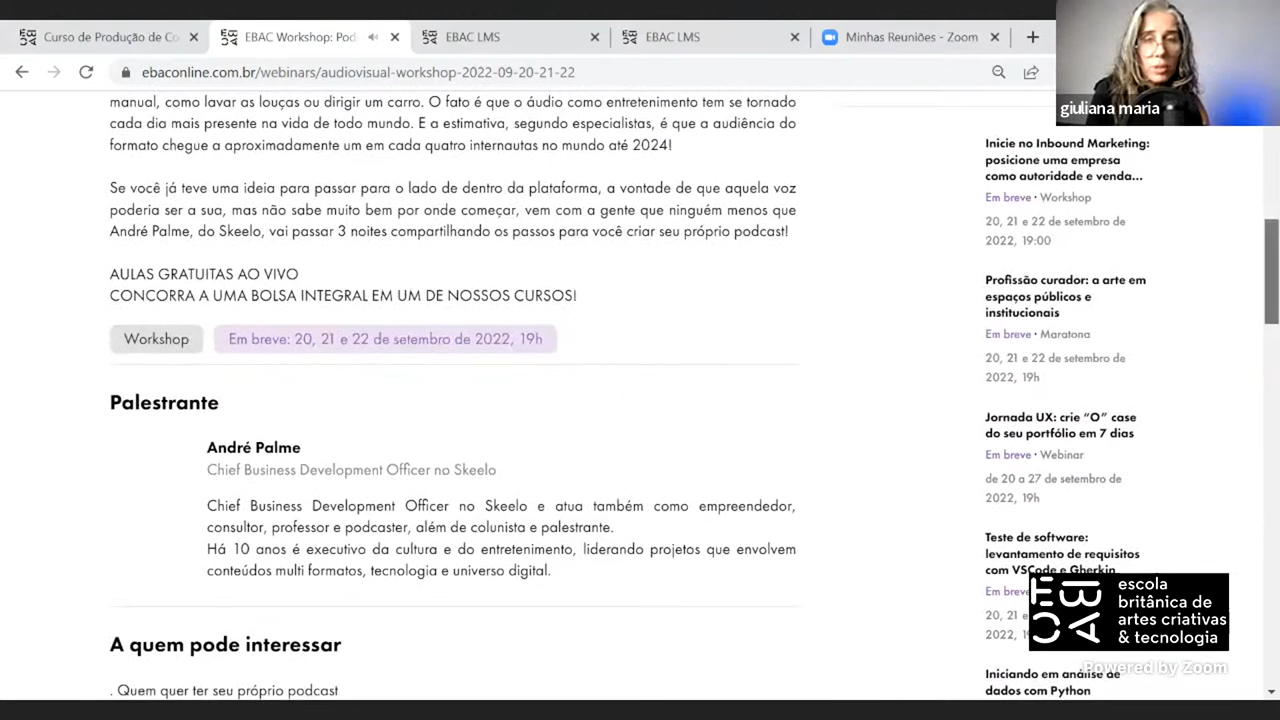 Curso de Produção de Co
EBAC Workshop: Pod
EBAC LMS
EBAC LMS
Minhas Reuniões - Zoom
ebaconline.com.br/webinars/audiovisual-workshop-2022-09-20-21-22
giuliana maria
manual, como lavar as louças ou dirigir um carro. O fato é que o áudio como entretenimento tem se tornado
cada dia mais presente na vida de todo mundo. E a estimativa, segundo especialistas, é que a audiência do
formato chegue a aproximadamente um em cada quatro internautas no mundo até 2024!
Se você já teve uma ideia para passar para o lado de dentro da plataforma, a vontade de que aquela voz
poderia ser a sua, mas não sabe muito bem por onde começar, vem com a gente que ninguém menos que
André Palme, do Skeelo, vai passar 3 noites compartilhando os passos para você criar seu próprio podcast!
AULAS GRATUITAS AO VIVO
CONCORRA A UMA BOLSA INTEGRAL EM UM DE NOSSOS CURSOS!
Workshop
Em breve: 20, 21 e 22 de setembro de 2022, 19h
Palestrante
André Palme
Chief Business Development Officer no Skeelo
Chief Business Development Officer no Skeelo e atua também como empreendedor,
consultor, professor e podcaster, além de colunista e palestrante.
Há 10 anos é executivo da cultura e do entretenimento, liderando projetos que envolvem
conteúdos multi formatos, tecnologia e universo digital.
A quem pode interessar
. Quem quer ter seu próprio podcast
Inicie no Inbound Marketing:
posicione uma empresa
como autoridade e venda...
Em breve • Workshop
20, 21 e 22 de setembro de
2022, 19:00
Profissão curador: a arte em
espaços públicos e
institucionais
Em breve • Maratona
20, 21 e 22 de setembro de
2022, 19h
Jornada UX: crie “O” case
do seu portfólio em 7 dias
Em breve • Webinar
de 20 a 27 de setembro de
2022, 19h
Teste de software:
levantamento de requisitos
com VSCode e Gherkin
Em breve
20, 21 e
2022, 1
Iniciando em análise de
dados com Python
EBAC
escola
britânica de
artes criativas
& tecnologia
Powered by Zoom